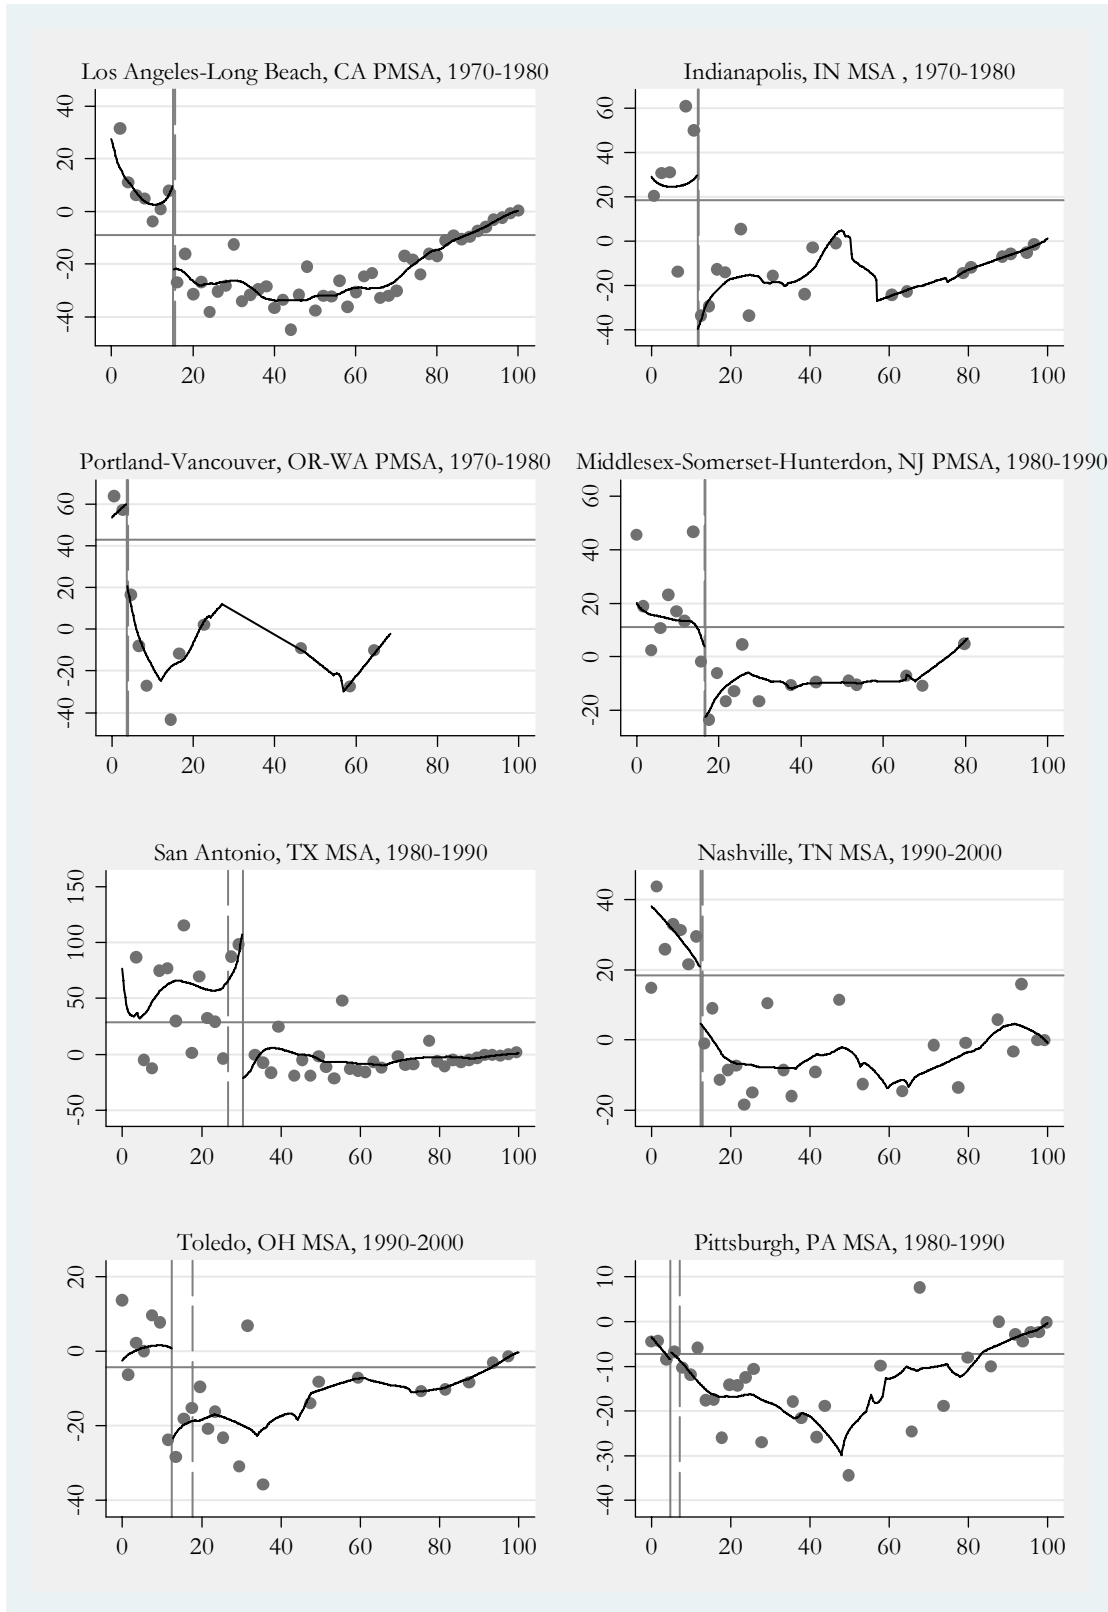 Los Angeles-Long Beach, CA PMSA, 1970-1980
40
20
0
-20
-40
0 20 40 60 80 100
Indianapolis, IN MSA , 1970-1980
60
40
20
0
-20
-40
0 20 40 60 80 100
Portland-Vancouver, OR-WA PMSA, 1970-1980
60
40
20
0
-20
-40
0 20 40 60 80 100
Middlesex-Somerset-Hunterdon, NJ PMSA, 1980-1990
60
40
20
0
-20
0 20 40 60 80 100
San Antonio, TX MSA, 1980-1990
150
100
50
0
-50
0 20 40 60 80 100
Nashville, TN MSA, 1990-2000
40
20
0
-20
0 20 40 60 80 100
Toledo, OH MSA, 1990-2000
20
0
-20
-40
0 20 40 60 80 100
Pittsburgh, PA MSA, 1980-1990
10
0
-10
-20
-30
-40
0 20 40 60 80 100